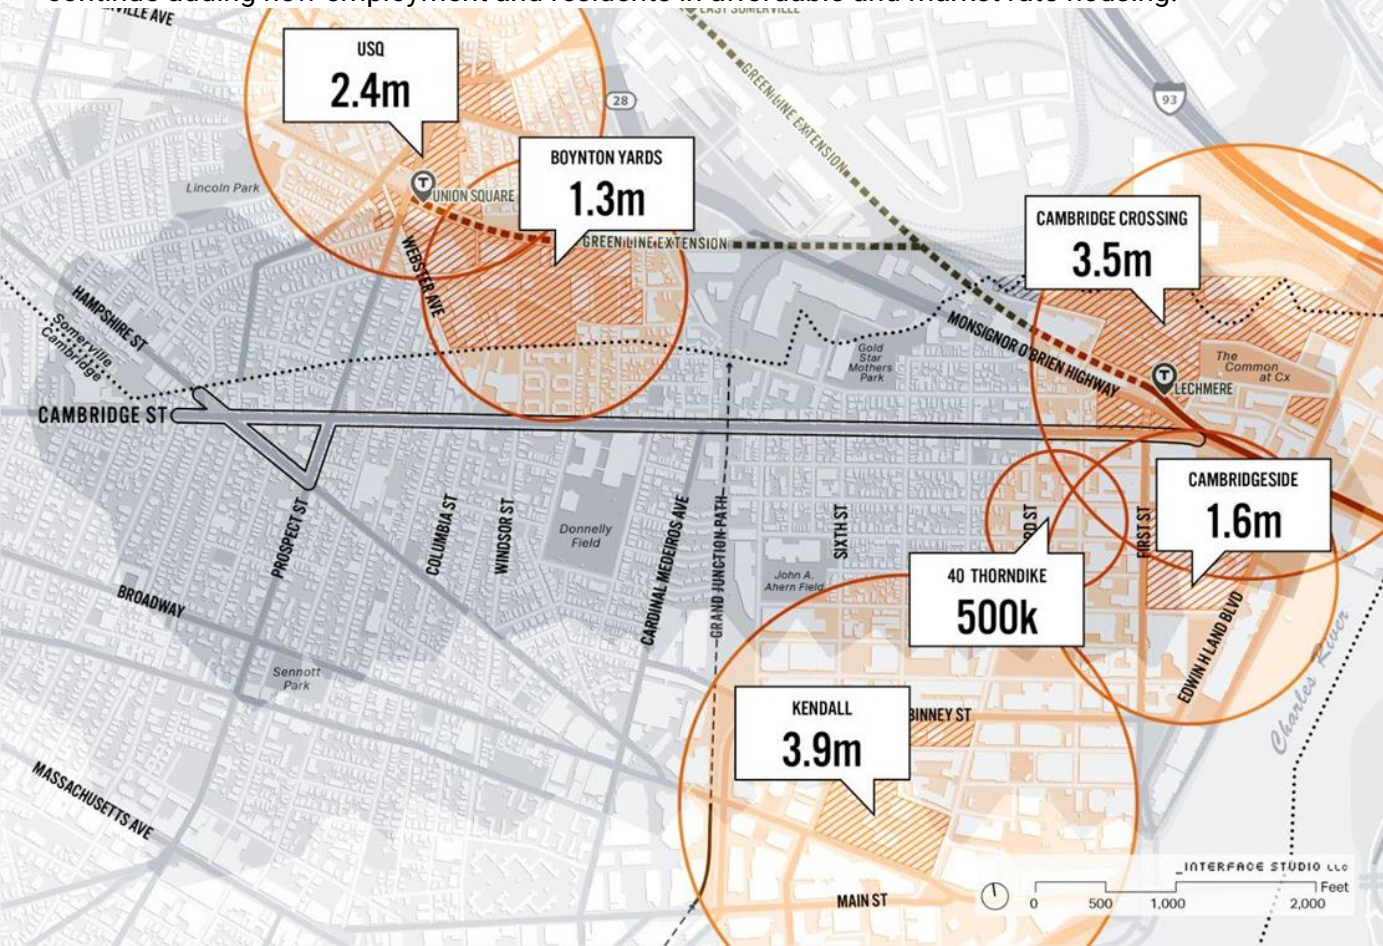 continue adding new employment and residents in affordable and market rate housing.
VILLE AVE
EAST SOMERVILLE
USQ
2.4m
28
93
GREEN LINE EXTENSION
BOYNTON YARDS
1.3m
Lincoln Park
T
UNION SQUARE
CAMBRIDGE CROSSING
3.5m
GREEN LINE EXTENSION
WEBSTER AVE
HAMPSHIRE ST
Somerville
Cambridge
MONSIGNOR O'BRIEN HIGHWAY
Gold
Star
Mothers
Park
The
Common
at Cx
T
LECHMERE
CAMBRIDGE ST
CAMBRIDGESIDE
1.6m
PROSPECT ST
COLUMBIA ST
WINDSOR ST
Donnelly
Field
CARDINAL MEDEIROS AVE
GRAND JUNCTION PATH
SIXTH ST
RD ST
FIRST ST
John A.
Ahern Field
40 THORNDIKE
500k
BROADWAY
EDWIN H LAND BLVD
Charles River
Sennott
Park
KENDALL
3.9m
BINNEY ST
MASSACHUSETTS AVE
MAIN ST
_INTERFACE STUDIO LLC
Feet
0 500 1,000 2,000